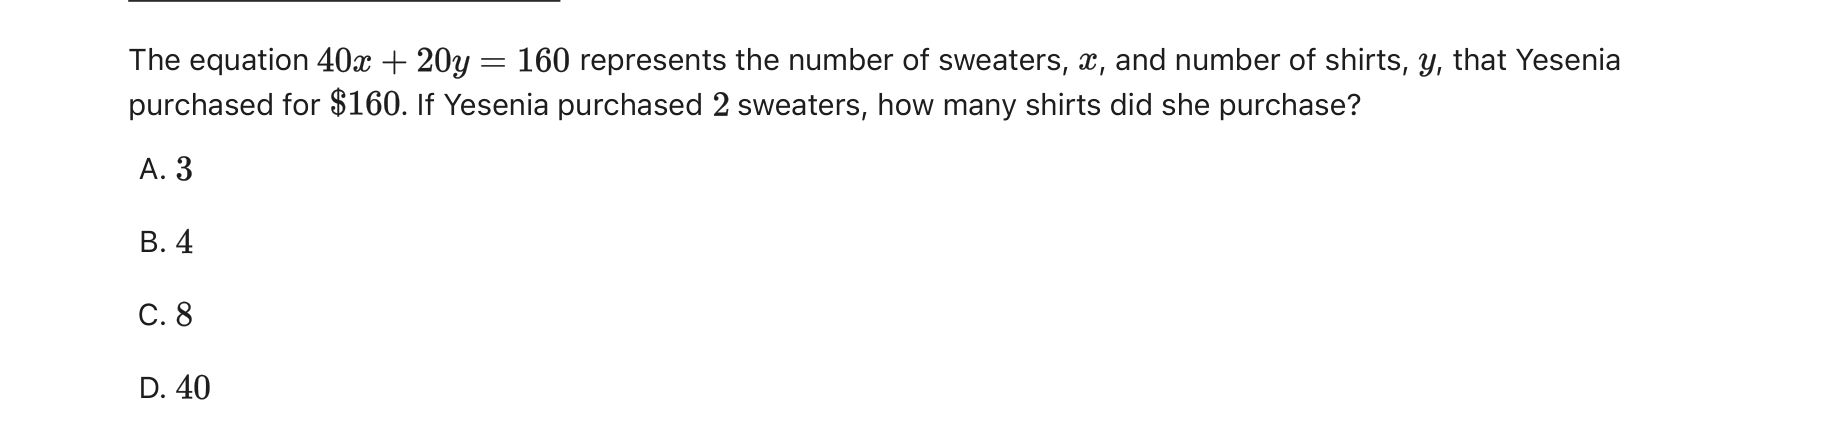 The equation 40x + 20y = 160 represents the number of sweaters, x, and number of shirts, y, that Yesenia
purchased for $160. If Yesenia purchased 2 sweaters, how many shirts did she purchase?
A. 3
B. 4
C. 8
D. 40